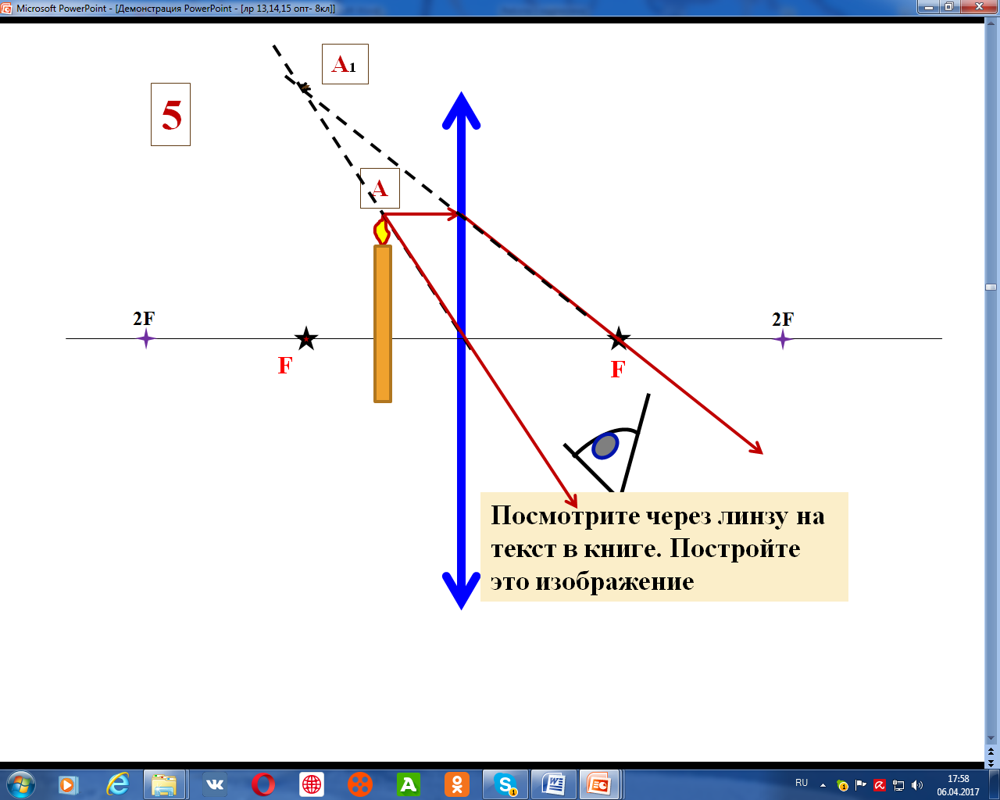 Microsoft PowerPoint - [Демонстрация PowerPoint - [лр 13,14,15 опт- 8кл]]
A1
5
A
2F
2F
F
F
Посмотрите через линзу на
текст в книге. Постройте
это изображение
RU
17:58
06.04.2017